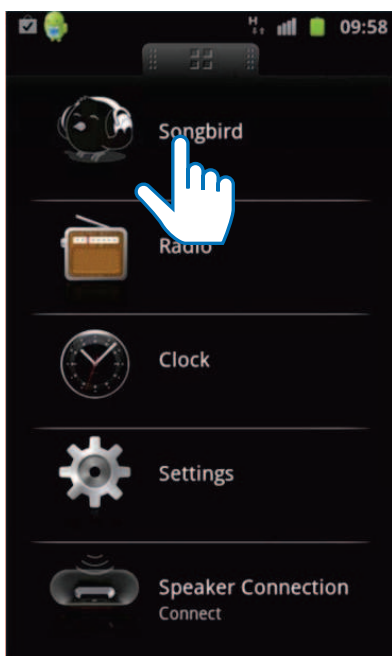 H 09:58
Songbird
Radio
Clock
Settings
Speaker Connection
Connect